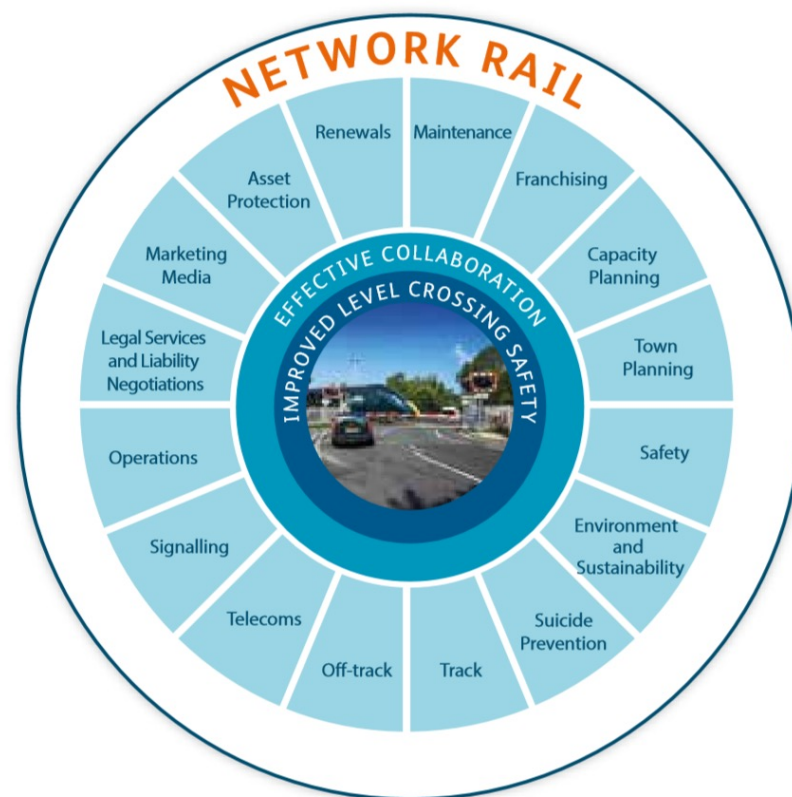 NETWORK RAIL
Renewals
Maintenance
Franchising
Capacity
Planning
Town
Planning
Safety
Environment
and
Sustainability
Suicide
Prevention
Track
Off-track
Telecoms
Signalling
Operations
Legal Services
and Liability
Negotiations
Marketing
Media
Asset
Protection
EFFECTIVE COLLABORATION
IMPROVED LEVEL CROSSING SAFETY